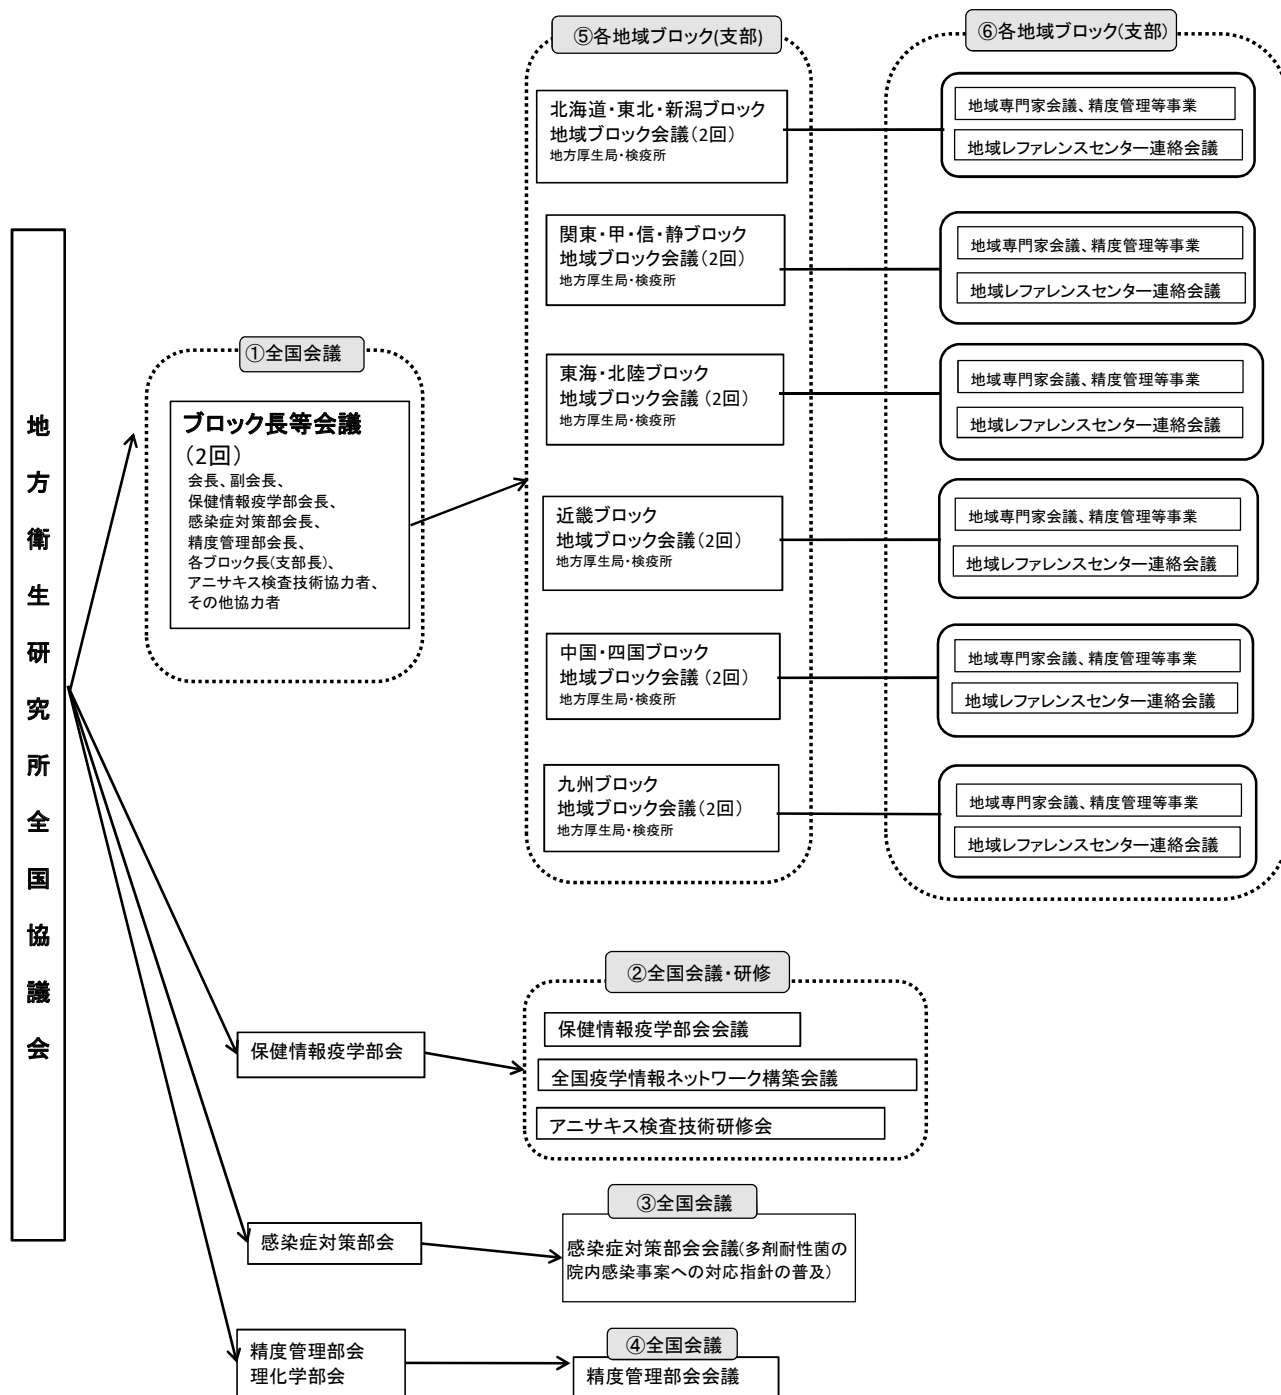 地方衛生研究所全国協議会
①全国会議
ブロック長等会議
(2回)
会長、副会長、
保健情報疫学部会長、
感染症対策部会長、
精度管理部会長、
各ブロック長(支部長)、
アニサキス検査技術協力者、
その他協力者
⑤各地域ブロック(支部)
北海道・東北・新潟ブロック
地域ブロック会議(2回)
地方厚生局・検疫所
関東・甲・信・静ブロック
地域ブロック会議(2回)
地方厚生局・検疫所
東海・北陸ブロック
地域ブロック会議(2回)
地方厚生局・検疫所
近畿ブロック
地域ブロック会議(2回)
地方厚生局・検疫所
中国・四国ブロック
地域ブロック会議(2回)
地方厚生局・検疫所
九州ブロック
地域ブロック会議(2回)
地方厚生局・検疫所
⑥各地域ブロック(支部)
地域専門家会議、精度管理等事業
地域レファレンスセンター連絡会議
地域専門家会議、精度管理等事業
地域レファレンスセンター連絡会議
地域専門家会議、精度管理等事業
地域レファレンスセンター連絡会議
地域専門家会議、精度管理等事業
地域レファレンスセンター連絡会議
地域専門家会議、精度管理等事業
地域レファレンスセンター連絡会議
地域専門家会議、精度管理等事業
地域レファレンスセンター連絡会議
保健情報疫学部会
②全国会議・研修
保健情報疫学部会会議
全国疫学情報ネットワーク構築会議
アニサキス検査技術研修会
感染症対策部会
③全国会議
感染症対策部会会議(多剤耐性菌の
院内感染事案への対応指針の普及)
精度管理部会
理化学部会
④全国会議
精度管理部会会議